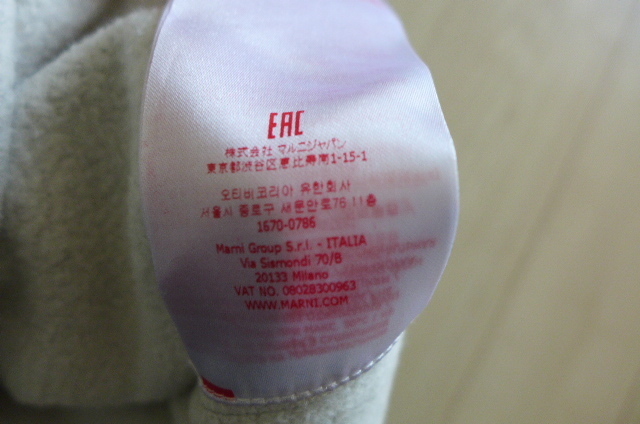 EAC
株式会社 マルニジャパン
東京都渋谷区恵比寿南1-15-1
오티비코리아 유한회사
서울시 종로구 새문안로76 11층
1670-0786
Marni Group S.r.l. - ITALIA
Via Sismondi 70/B
20133 Milano
VAT NO. 08028300963
WWW.MARNI.COM